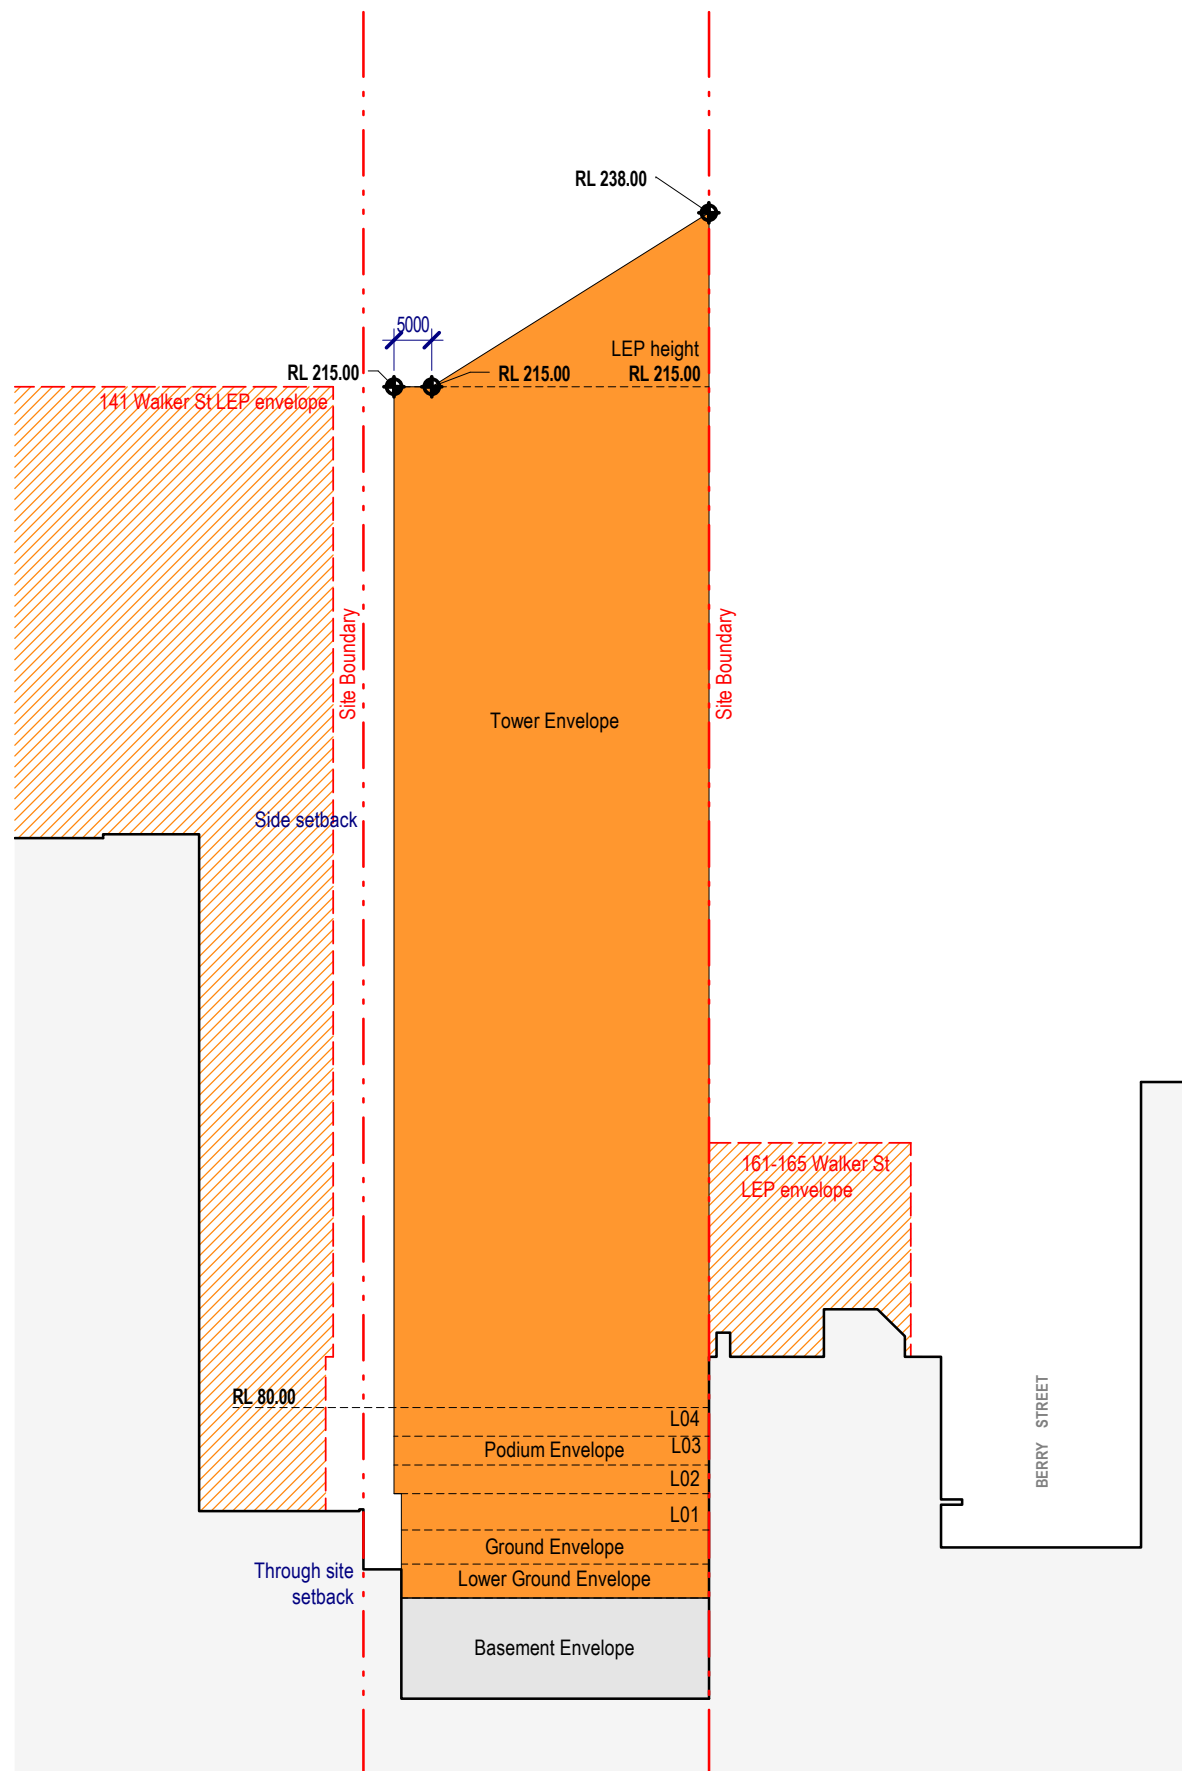 RL 238.00
5000
LEP height
RL 215.00
RL 215.00
RL 215.00
141 Walker St LEP envelope
Site Boundary
Site Boundary
Tower Envelope
Side setback
161-165 Walker St
LEP envelope
RL 80.00
L04
Podium Envelope
L03
L02
L01
BERRY STREET
Ground Envelope
Through site
setback
Lower Ground Envelope
Basement Envelope